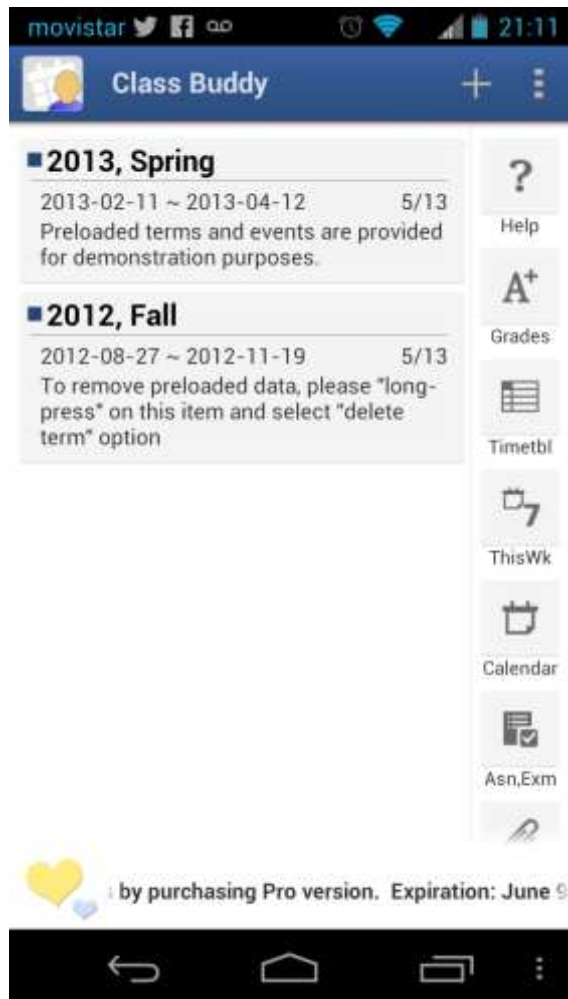 movistar 21:11
Class Buddy
2013, Spring
2013-02-11 ~ 2013-04-12 5/13
Preloaded terms and events are provided
for demonstration purposes.
2012, Fall
2012-08-27 ~ 2012-11-19 5/13
To remove preloaded data, please "long-
press" on this item and select "delete
term" option
?
Help
A+
Grades
Timetbl
7
ThisWk
Calendar
Asn,Exm
by purchasing Pro version. Expiration: June 9